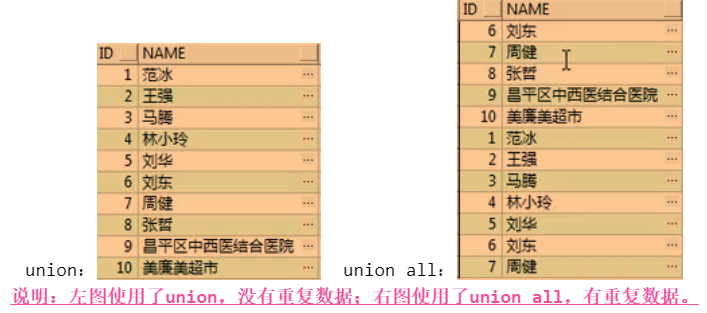 ID NAME
1 范冰 ...
2 王强 ...
3 马腾 ...
4 林小玲 ...
5 刘华 ...
6 刘东 ...
7 周健 ...
8 张哲 ...
9 昌平区中西医结合医院 ...
10 美廉美超市 ...
union:
ID NAME
6 刘东 ...
7 周健 ...
8 张哲 ...
9 昌平区中西医结合医院 ...
10 美廉美超市 ...
1 范冰 ...
2 王强 ...
3 马腾 ...
4 林小玲 ...
5 刘华 ...
6 刘东 ...
7 周健 ...
union all:
说明：左图使用了union，没有重复数据；右图使用了union all，有重复数据。